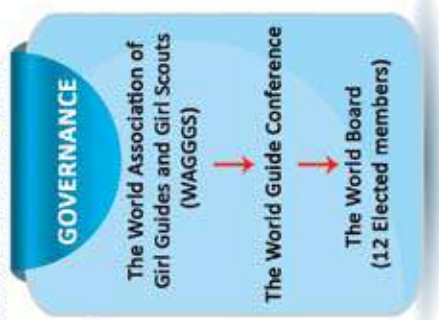 GOVERNANCE
The World Association of
Girl Guides and Girl Scouts
(WAGGGS)
The World Guide Conference
The World Board
(12 Elected members)